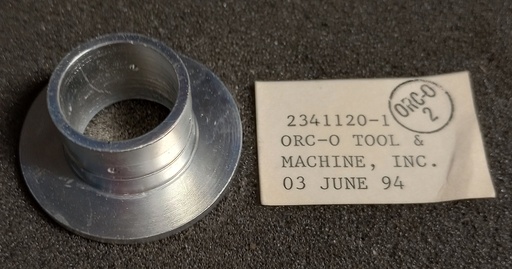 2341120-1
ORC-O
2
ORC-O TOOL &
MACHINE, INC.
03 JUNE 94